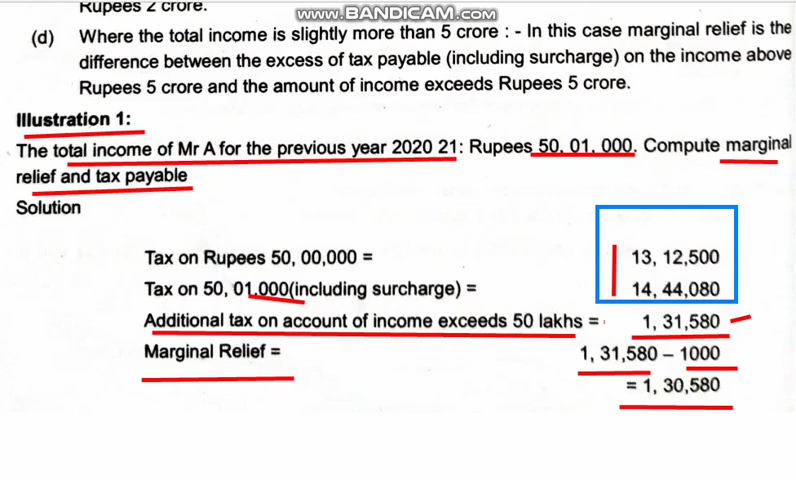 Rupees 2 crore.
www.BANDICAM.com
(d) Where the total income is slightly more than 5 crore : - In this case marginal relief is the
difference between the excess of tax payable (including surcharge) on the income above
Rupees 5 crore and the amount of income exceeds Rupees 5 crore.
Illustration 1:
The total income of Mr A for the previous year 2020 21: Rupees 50, 01, 000. Compute marginal
relief and tax payable
Solution
Tax on Rupees 50, 00,000 = 13, 12,500
Tax on 50, 01,000(including surcharge) = 14, 44,080
Additional tax on account of income exceeds 50 lakhs = 1, 31,580
Marginal Relief = 1, 31,580 – 1000
= 1, 30,580